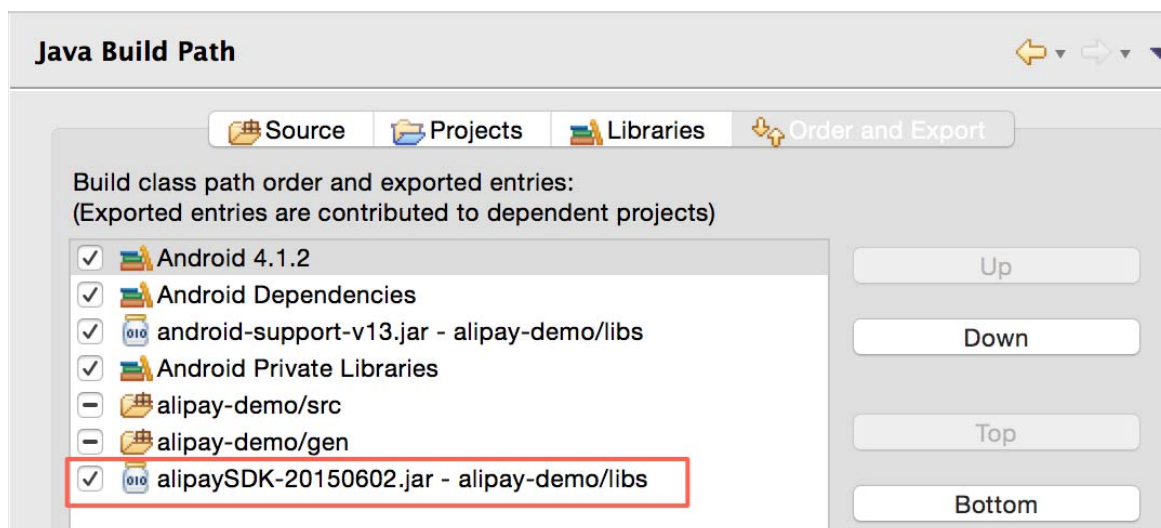 Java Build Path
Source Projects Libraries Order and Export
Build class path order and exported entries:
(Exported entries are contributed to dependent projects)
Android 4.1.2
Up
Android Dependencies
android-support-v13.jar - alipay-demo/libs
Down
Android Private Libraries
alipay-demo/src
alipay-demo/gen
Top
alipaySDK-20150602.jar - alipay-demo/libs
Bottom